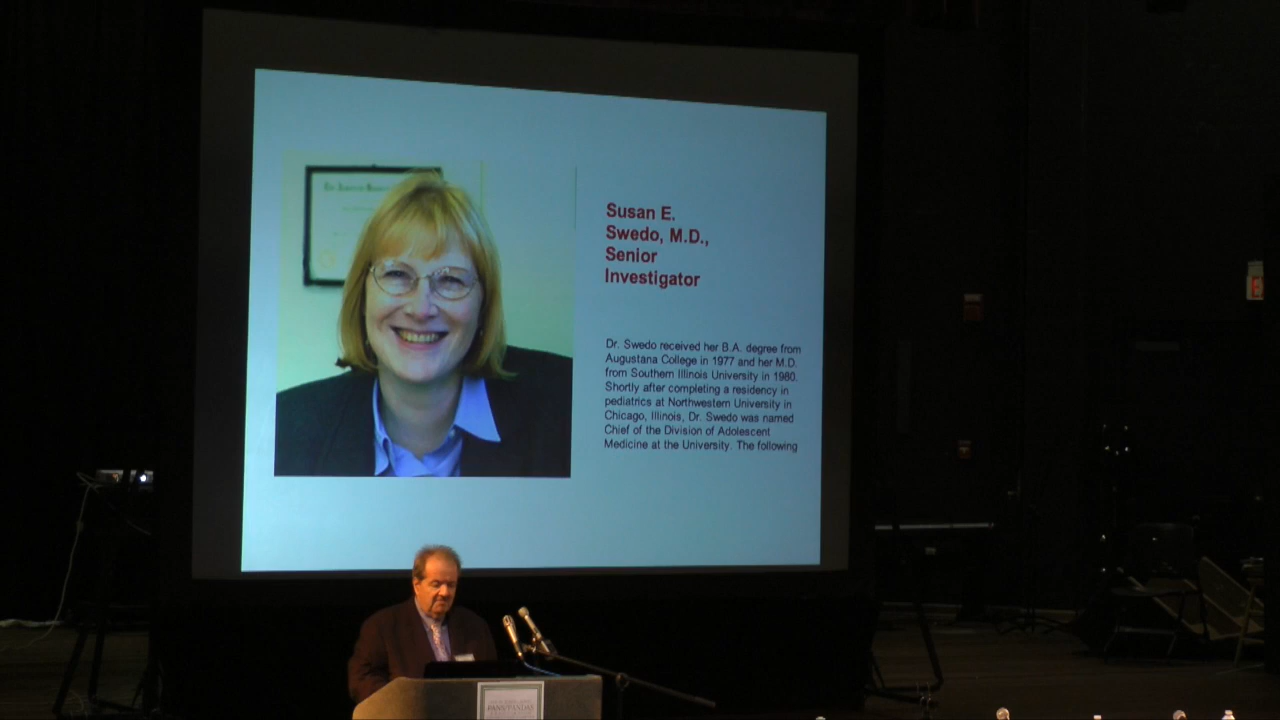 Susan E.
Swedo, M.D.,
Senior
Investigator
Dr. Swedo received her B.A. degree from
Augustana College in 1977 and her M.D.
from Southern Illinois University in 1980.
Shortly after completing a residency in
pediatrics at Northwestern University in
Chicago, Illinois, Dr. Swedo was named
Chief of the Division of Adolescent
Medicine at the University. The following
PANS/PANDAS